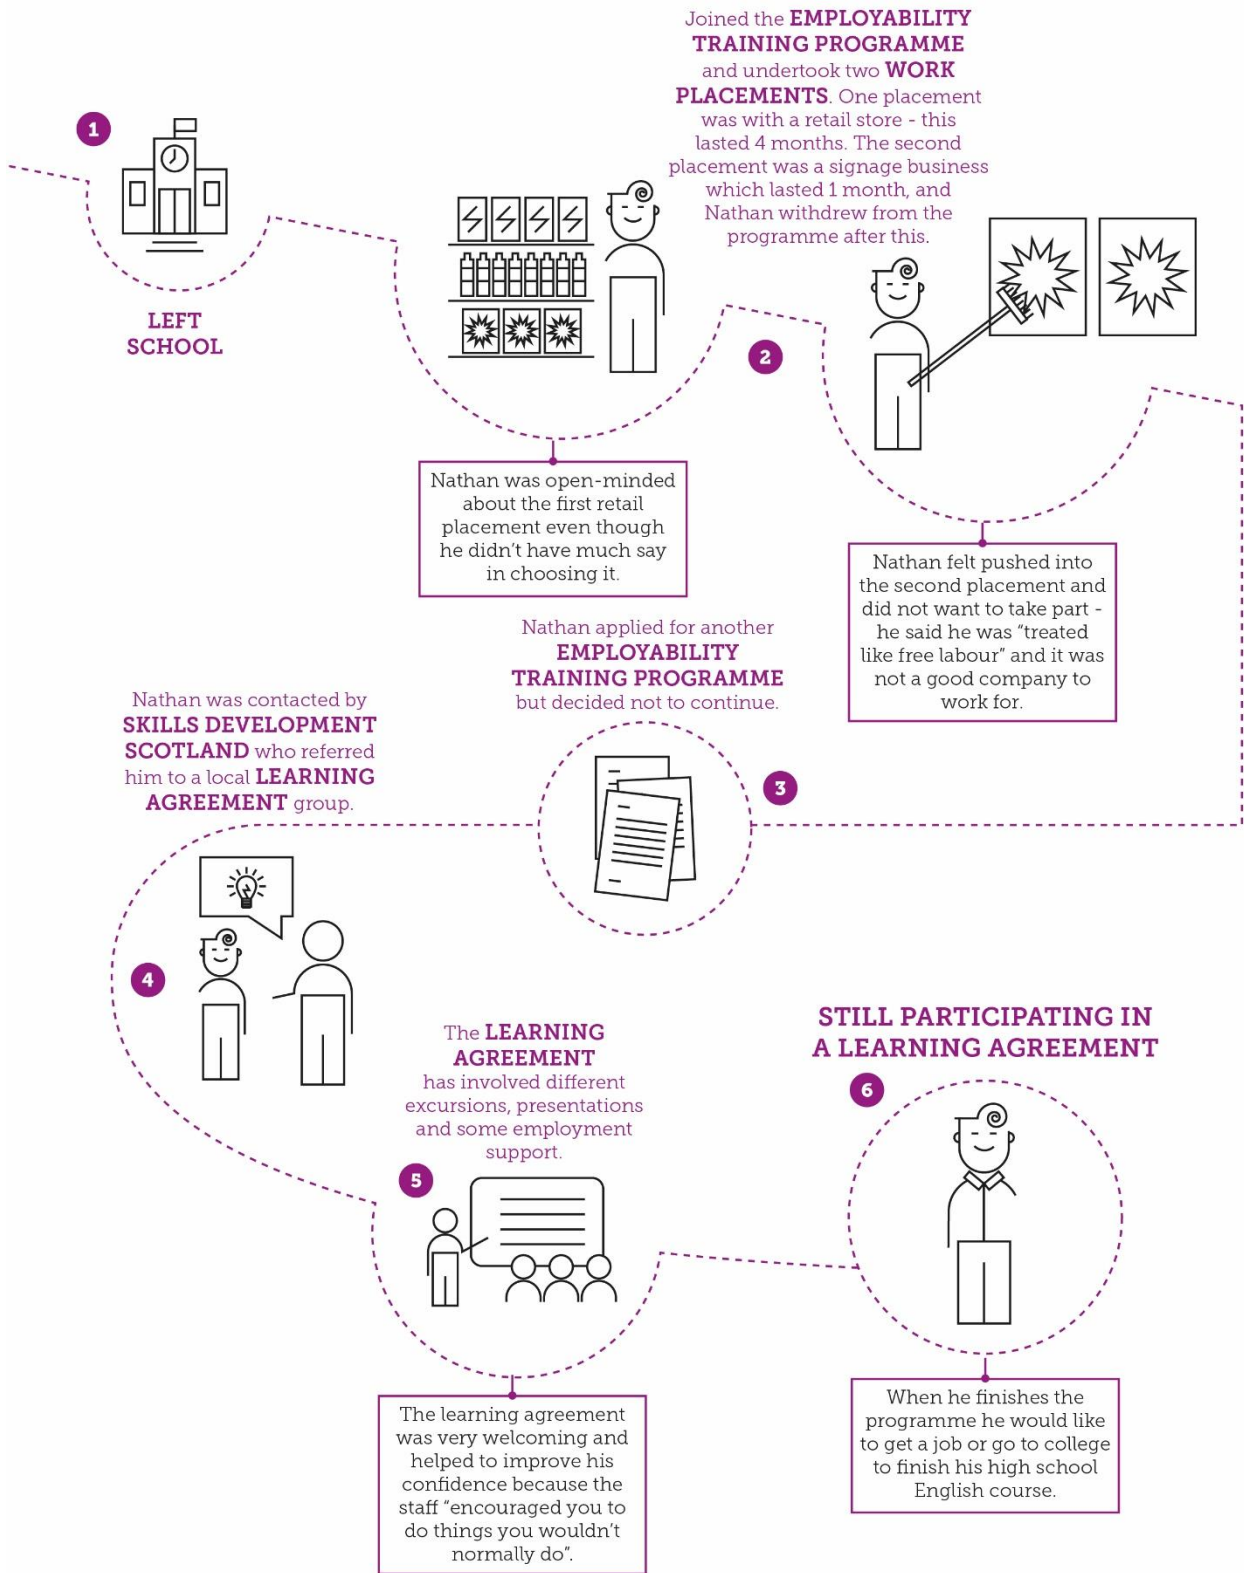 1
LEFT
SCHOOL
Joined the EMPLOYABILITY
TRAINING PROGRAMME
and undertook two WORK
PLACEMENTS. One placement
was with a retail store - this
lasted 4 months. The second
placement was a signage business
which lasted 1 month, and
Nathan withdrew from the
programme after this.
2
Nathan was open-minded
about the first retail
placement even though
he didn’t have much say
in choosing it.
Nathan felt pushed into
the second placement and
did not want to take part -
he said he was “treated
like free labour” and it was
not a good company to
work for.
Nathan applied for another
EMPLOYABILITY
TRAINING PROGRAMME
but decided not to continue.
3
Nathan was contacted by
SKILLS DEVELOPMENT
SCOTLAND who referred
him to a local LEARNING
AGREEMENT group.
4
The LEARNING
AGREEMENT
has involved different
excursions, presentations
and some employment
support.
5
The learning agreement
was very welcoming and
helped to improve his
confidence because the
staff “encouraged you to
do things you wouldn’t
normally do”.
STILL PARTICIPATING IN
A LEARNING AGREEMENT
6
When he finishes the
programme he would like
to get a job or go to college
to finish his high school
English course.